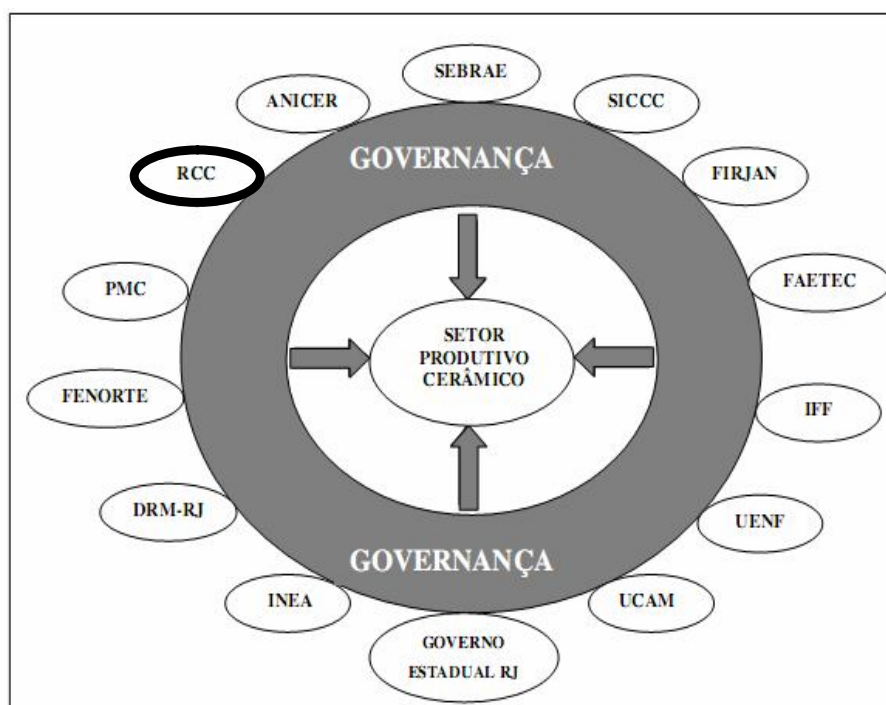 SEBRAE
ANICER
SICCC
GOVERNANÇA
RCC
FIRJAN
PMC
FAETEC
SETOR
PRODUTIVO
CERÂMICO
FENORTE
IFF
DRM-RJ
UENF
GOVERNANÇA
INEA
UCAM
GOVERNO
ESTADUAL RJ